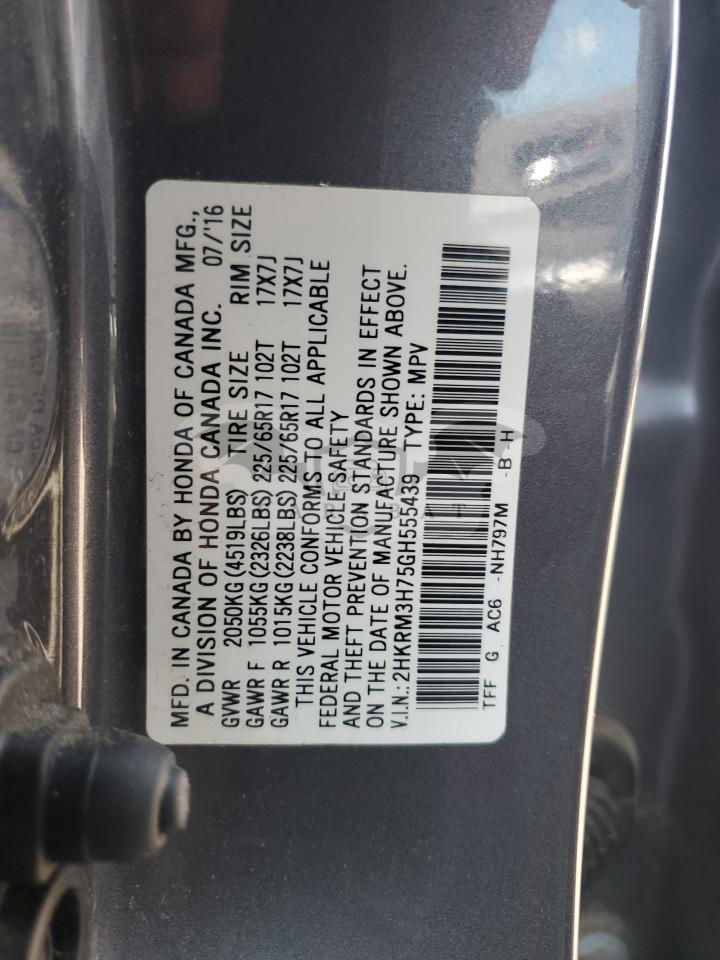 MFD. IN CANADA BY HONDA OF CANADA MFG.,
A DIVISION OF HONDA CANADA INC. 07/'16
GVWR 2050KG(4519LBS) TIRE SIZE RIM SIZE
GAWR F 1055KG(2326LBS) 225/65R17 102T 17X7J
GAWR R 1015KG(2238LBS) 225/65R17 102T 17X7J
THIS VEHICLE CONFORMS TO ALL APPLICABLE
FEDERAL MOTOR VEHICLE SAFETY
AND THEFT PREVENTION STANDARDS IN EFFECT
ON THE DATE OF MANUFACTURE SHOWN ABOVE.
V.I.N.: 2HKRM3H75GH555439 TYPE: MPV
TFF G AC6 -NH797M -B-H